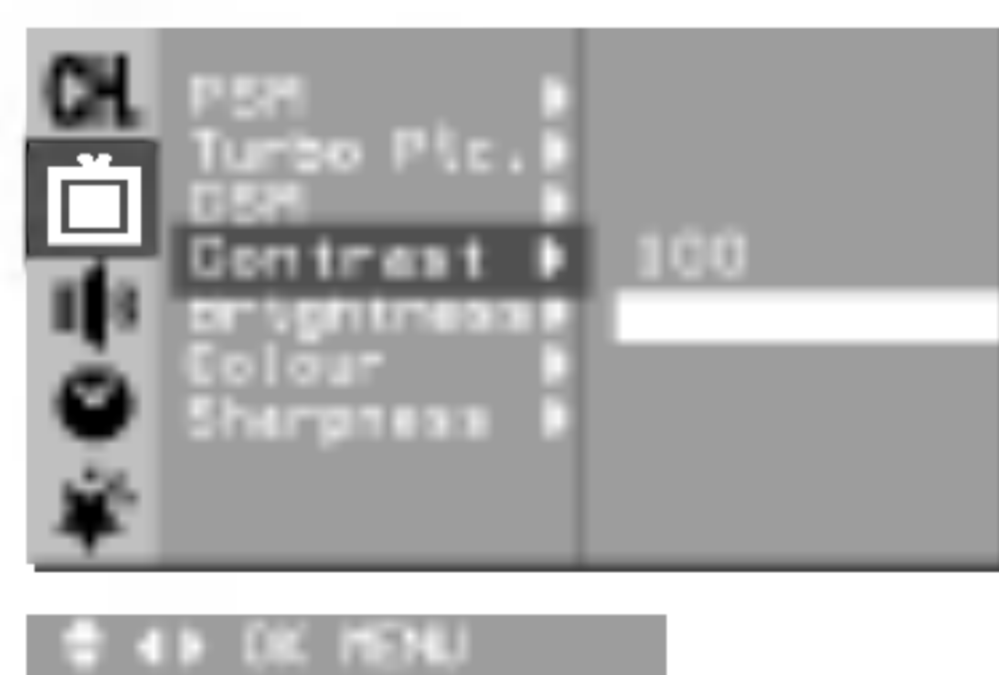 CH.
PSM
Turbo Pic.
CSM
Contrast
100
Brightness
Colour
Sharpness
OK MENU